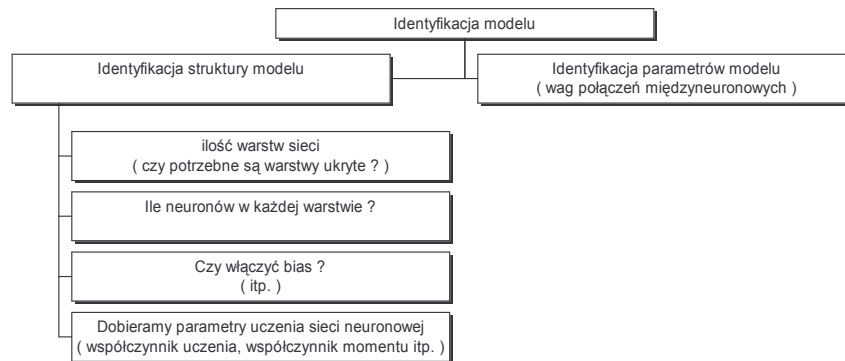 Identyfikacja modelu
Identyfikacja struktury modelu
Identyfikacja parametrów modelu
( wag połączeń międzyneuronowych )
ilość warstw sieci
( czy potrzebne są warstwy ukryte ? )
Ile neuronów w każdej warstwie ?
Czy włączyć bias ?
( itp. )
Dobieramy parametry uczenia sieci neuronowej
( współczynnik uczenia, współczynnik momentu itp. )